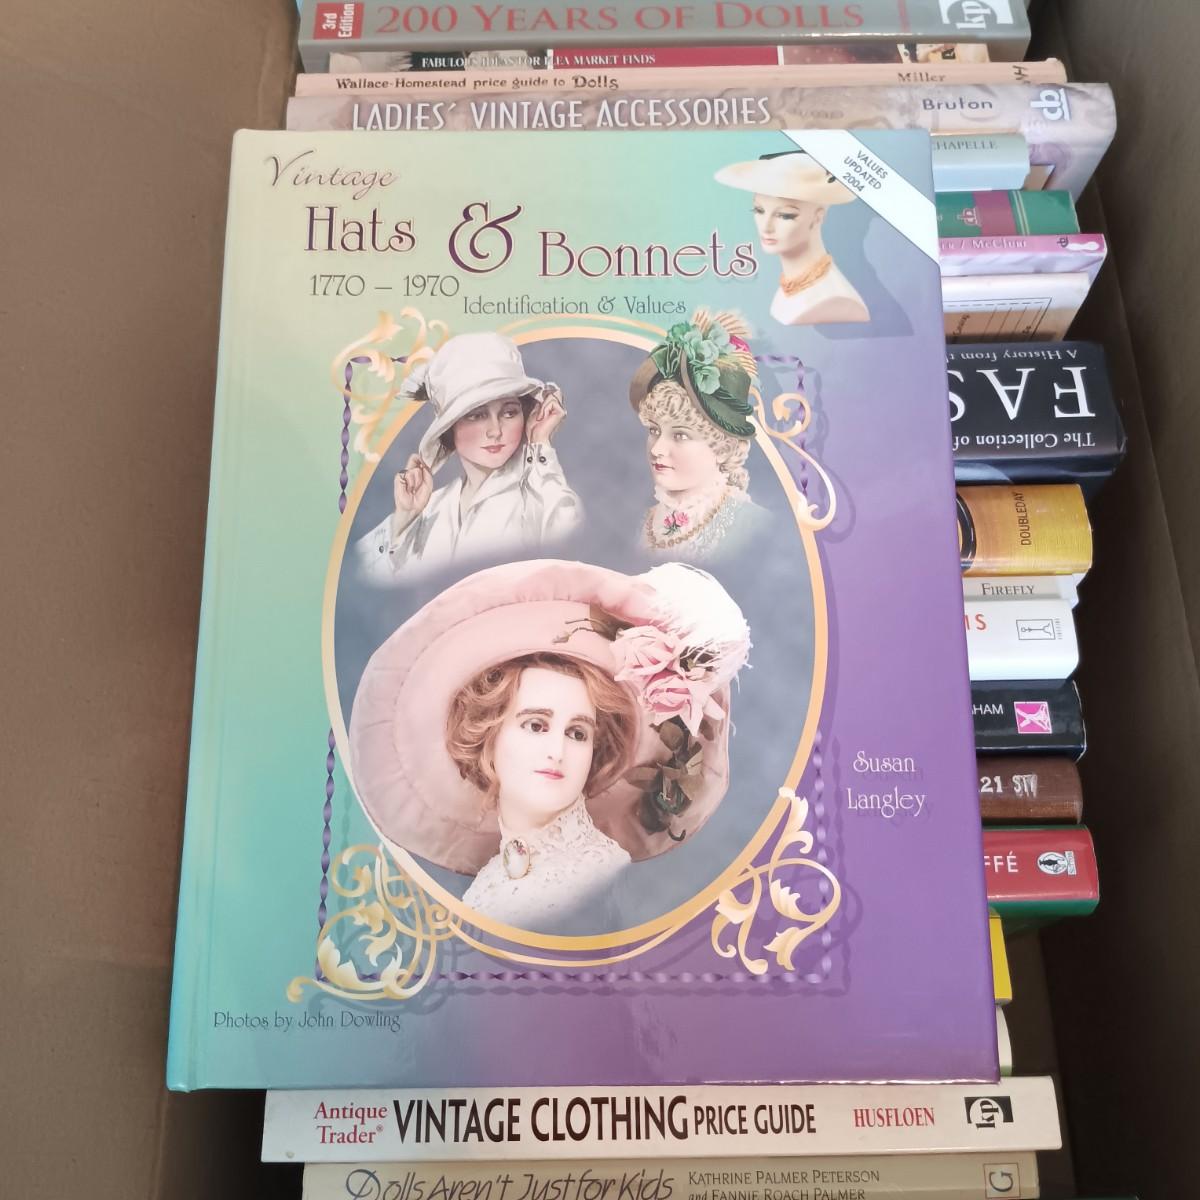 3rd Edition
200 YEARS OF DOLLS
kp
FABULOUS IDEAS FOR FLEA MARKET FINDS
Wallace-Homestead price guide to Dolls
Miller
LADIES' VINTAGE ACCESSORIES
Bruton
cb
CHAPELLE
VALUES
UPDATED
2004
Vintage
Hats & Bonnets
1770 – 1970
Identification & Values
Susan
Langley
Photos by John Dowling
/ McClure
A History from
FAS
The Collection of
DOUBLEDAY
FIREFLY
IS
HAM
21 ST
FFÉ
Antique
Trader®
VINTAGE CLOTHING PRICE GUIDE
HUSFLOEN
kp
Dolls Aren't Just for Kids
KATHRINE PALMER PETERSON
and FANNIE ROACH PALMER
G